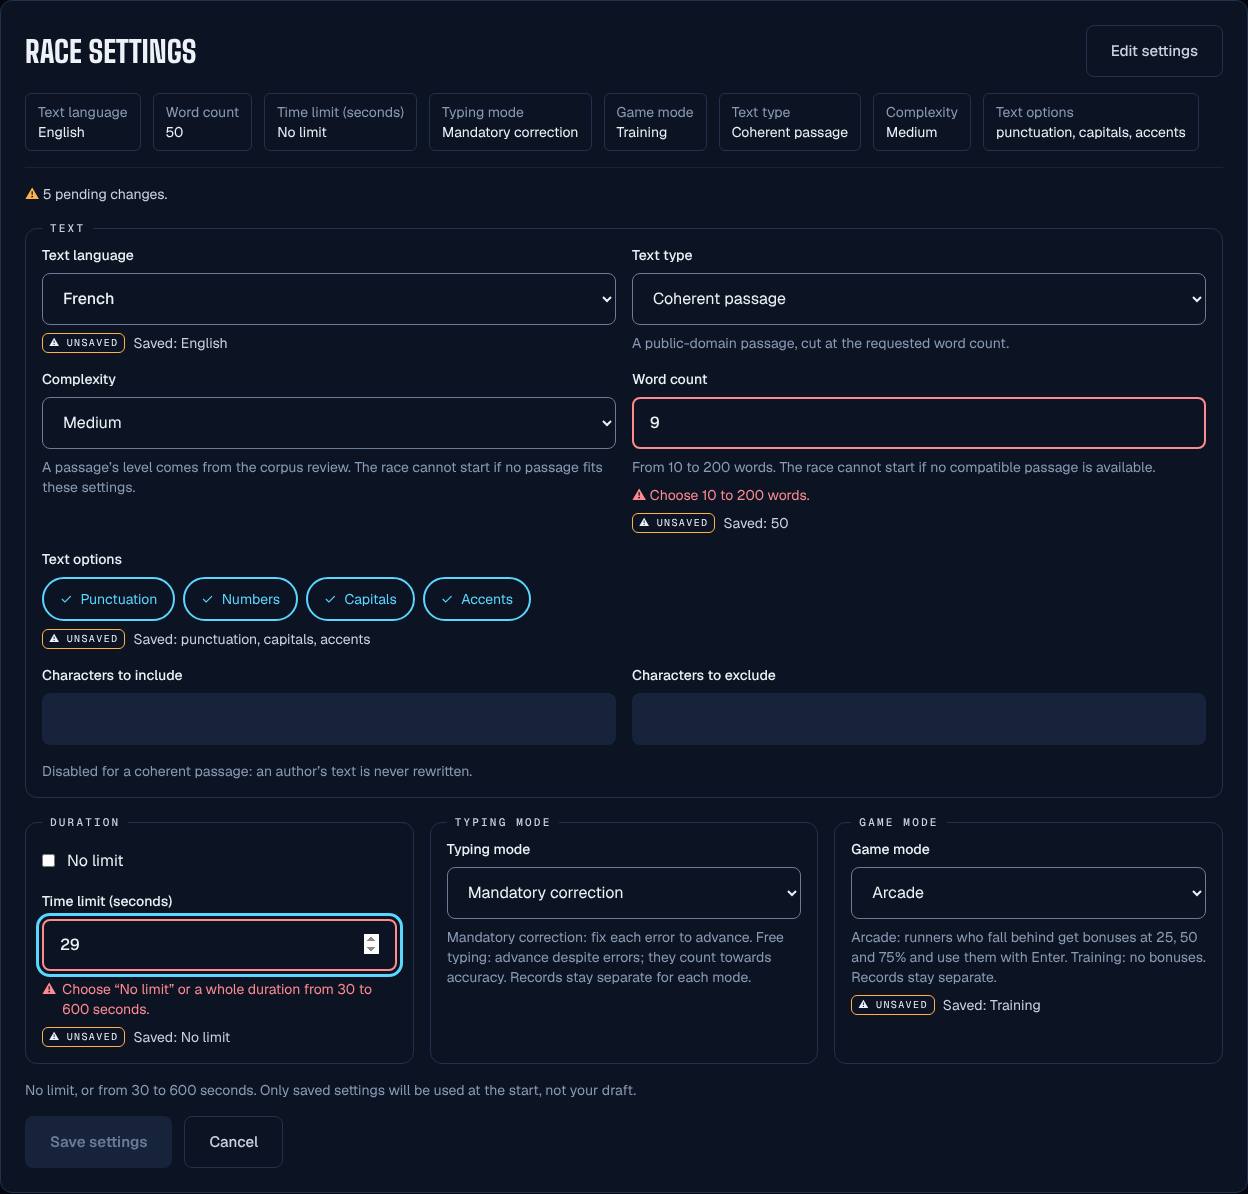 RACE SETTINGS
Edit settings
Text language
English
Word count
50
Time limit (seconds)
No limit
Typing mode
Mandatory correction
Game mode
Training
Text type
Coherent passage
Complexity
Medium
Text options
punctuation, capitals, accents
5 pending changes.
TEXT
Text language
French
UNSAVED Saved: English
Text type
Coherent passage
A public-domain passage, cut at the requested word count.
Complexity
Medium
A passage’s level comes from the corpus review. The race cannot start if no passage fits
these settings.
Word count
9
From 10 to 200 words. The race cannot start if no compatible passage is available.
Choose 10 to 200 words.
UNSAVED Saved: 50
Text options
✓ Punctuation ✓ Numbers ✓ Capitals ✓ Accents
UNSAVED Saved: punctuation, capitals, accents
Characters to include
Characters to exclude
Disabled for a coherent passage: an author’s text is never rewritten.
DURATION
No limit
Time limit (seconds)
29
Choose “No limit” or a whole duration from 30 to
600 seconds.
UNSAVED Saved: No limit
TYPING MODE
Typing mode
Mandatory correction
Mandatory correction: fix each error to advance. Free
typing: advance despite errors; they count towards
accuracy. Records stay separate for each mode.
GAME MODE
Game mode
Arcade
Arcade: runners who fall behind get bonuses at 25, 50
and 75% and use them with Enter. Training: no bonuses.
Records stay separate.
UNSAVED Saved: Training
No limit, or from 30 to 600 seconds. Only saved settings will be used at the start, not your draft.
Save settings
Cancel